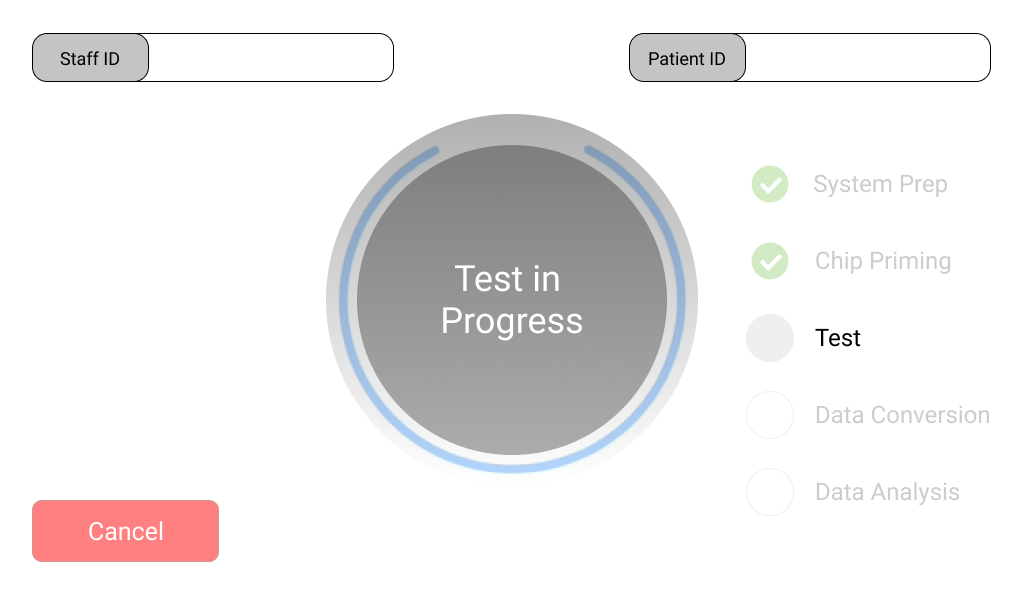 Staff ID
Patient ID
Test in
Progress
System Prep
Chip Priming
Test
Data Conversion
Data Analysis
Cancel